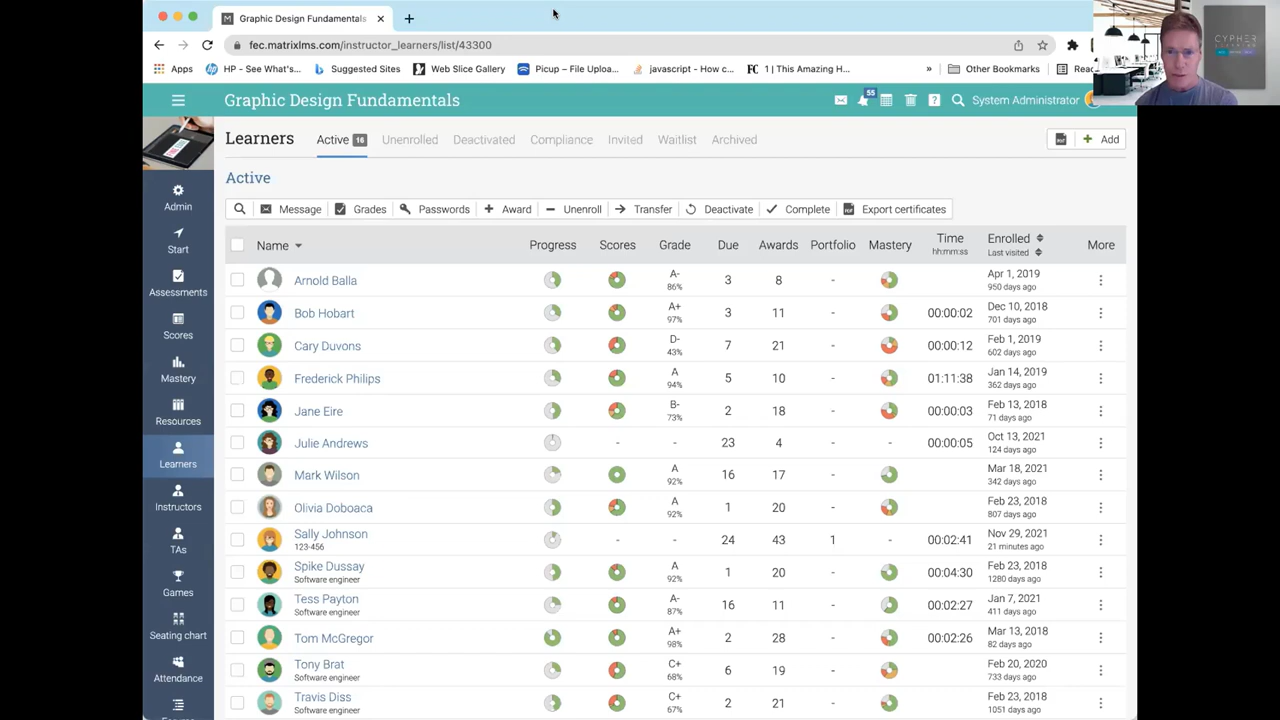 Graphic Design Fundamentals
fec.matrixlms.com/instructor_learners/list/43300
Apps HP - See What's... Suggested Sites Voice Gallery Evcup – File Uploa... javascript - How c... 11 Most Amazing H... » Other Bookmarks
CYPHER
LEARNING
Graphic Design Fundamentals 55 System Administrator
Learners Active 16 Unenrolled Deactivated Compliance Invited Waitlist Archived Add
Active
Message Grades Passwords Award Unenroll Transfer Deactivate Complete Export certificates
Name Progress Scores Grade Due Awards Portfolio Mastery Time hh:mm:ss Enrolled Last visited More
Arnold Balla A- 86% 3 8 - Apr 1, 2019 950 days ago
Bob Hobart A+ 97% 3 11 - 00:00:02 Dec 10, 2018 701 days ago
Cary Duvons D- 43% 7 21 - 00:00:12 Feb 1, 2019 602 days ago
Frederick Philips A 94% 5 10 - 01:11:38 Jan 14, 2019 362 days ago
Jane Eire B- 73% 2 18 - 00:00:03 Feb 13, 2018 71 days ago
Julie Andrews - - 23 4 - - 00:00:05 Oct 13, 2021 124 days ago
Mark Wilson A 92% 16 17 - Mar 18, 2021 342 days ago
Olivia Doboaca A 92% 1 20 - Feb 23, 2018 807 days ago
Sally Johnson 123-456 - - 24 43 1 - 00:02:41 Nov 29, 2021 21 minutes ago
Spike Dussay Software engineer A 92% 1 20 - 00:04:30 Feb 23, 2018 1280 days ago
Tess Payton Software engineer A- 87% 16 11 - 00:02:27 Jan 7, 2021 411 days ago
Tom McGregor A+ 98% 2 28 - 00:02:26 Mar 13, 2018 82 days ago
Tony Brat Software engineer C+ 68% 6 19 - Feb 20, 2020 733 days ago
Travis Diss Software engineer C+ 67% 2 21 - Feb 23, 2018 1051 days ago
Admin
Start
Assessments
Scores
Mastery
Resources
Learners
Instructors
TAs
Games
Seating chart
Attendance